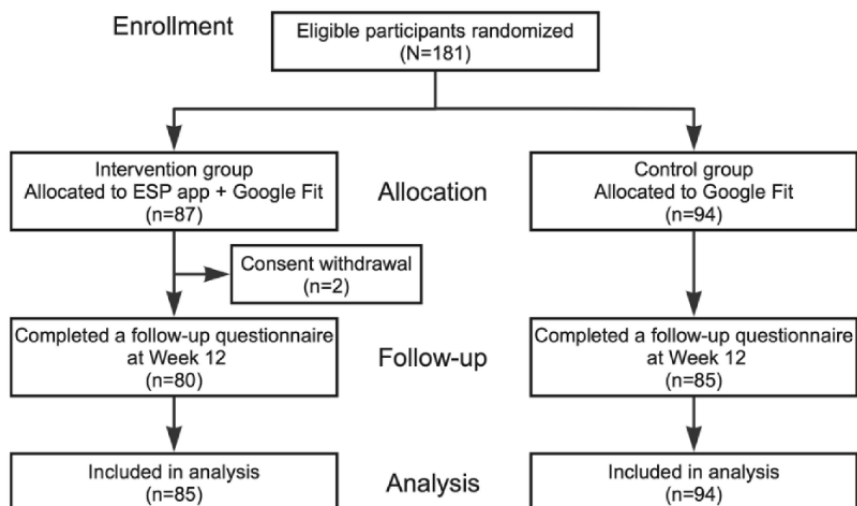 Enrollment
Eligible participants randomized
(N=181)
Intervention group
Allocated to ESP app + Google Fit
(n=87)
Allocation
Control group
Allocated to Google Fit
(n=94)
Consent withdrawal
(n=2)
Completed a follow-up questionnaire
at Week 12
(n=80)
Follow-up
Completed a follow-up questionnaire
at Week 12
(n=85)
Included in analysis
(n=85)
Analysis
Included in analysis
(n=94)